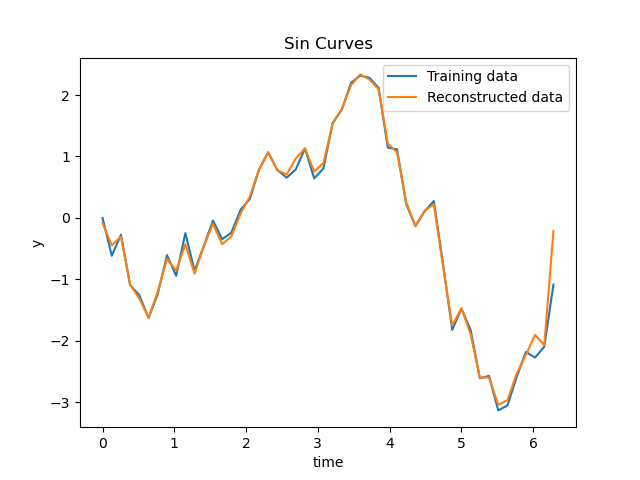 Sin Curves
Training data
Reconstructed data
y
2
1
0
−1
−2
−3
0 1 2 3 4 5 6
time